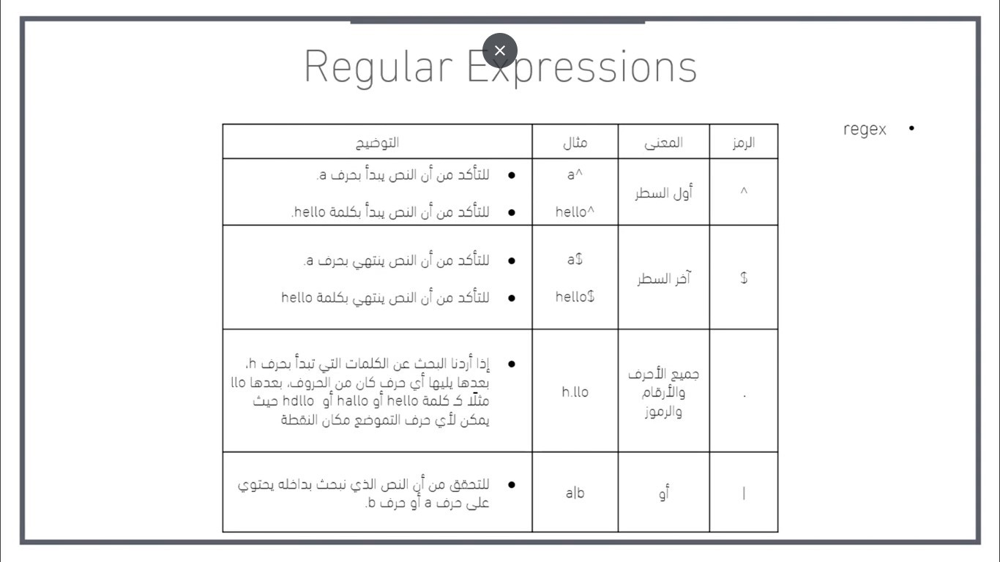 Regular Expressions
• regex
الرمز	المعنى	مثال	التوضيح
^	أول السطر	a^
hello^
• للتأكد من أن النص يبدأ بحرف a.
• للتأكد من أن النص يبدأ بكلمة hello.
$	آخر السطر	a$
hello$
• للتأكد من أن النص ينتهي بحرف a.
• للتأكد من أن النص ينتهي بكلمة hello
.
جميع الأحرف
والأرقام
والرموز
h.llo
• إذا أردنا البحث عن الكلمات التي تبدأ بحرف h،
بعدها يليها أي حرف كان من الحروف، بعدها llo
مثلًا كـ كلمة hello أو hallo أو hdllo حيث
يمكن لأي حرف التموضع مكان النقطة
|	أو	a|b
• للتحقق من أن النص الذي نبحث بداخله يحتوي
على حرف a أو حرف b.